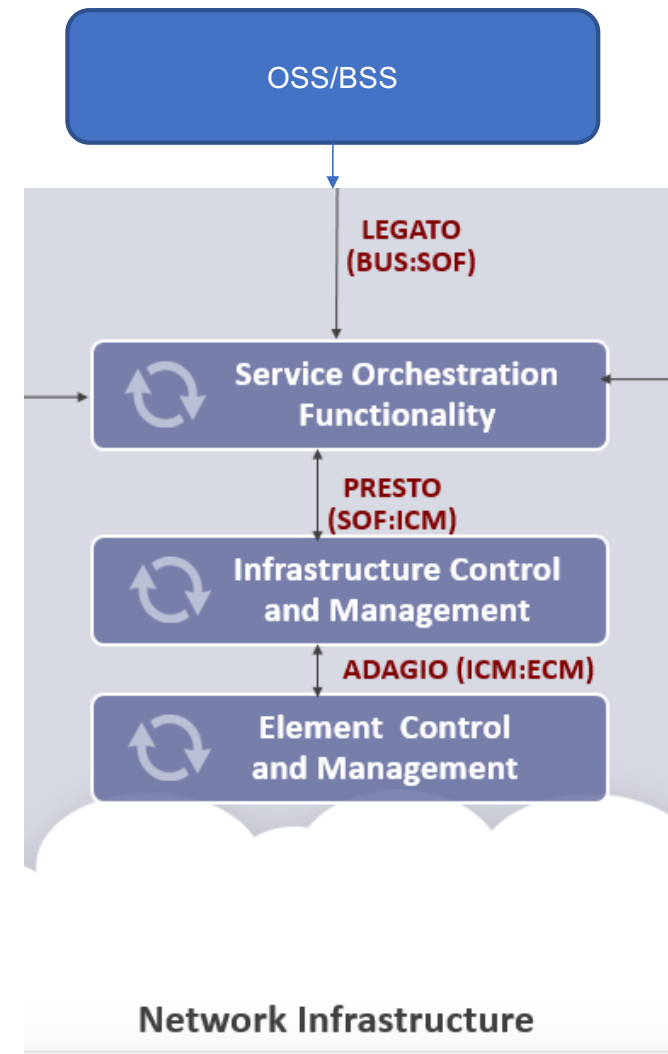 OSS/BSS
LEGATO
(BUS:SOF)
Service Orchestration
Functionality
PRESTO
(SOF:ICM)
Infrastructure Control
and Management
ADAGIO (ICM:ECM)
Element Control
and Management
Network Infrastructure